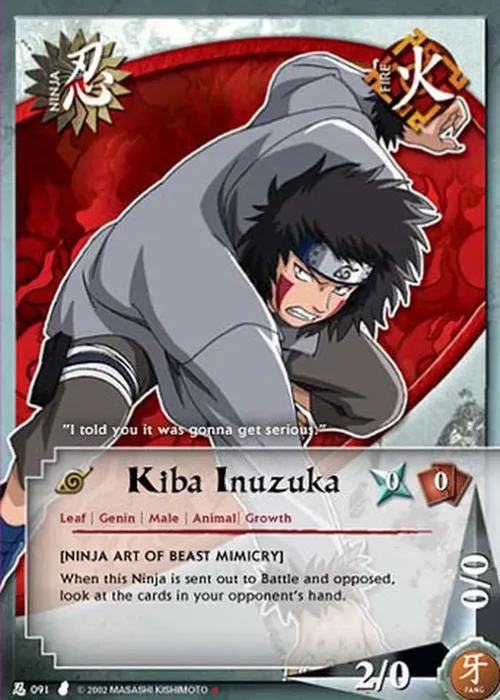 NINJA
忍
FIRE
火
"I told you it was gonna get serious."
Kiba Inuzuka
0
0
Leaf | Genin | Male | Animal | Growth
[NINJA ART OF BEAST MIMICRY]
When this Ninja is sent out to Battle and opposed,
look at the cards in your opponent's hand.
0/0
2/0
牙
FANG
忍 091 © 2002 MASASHI KISHIMOTO